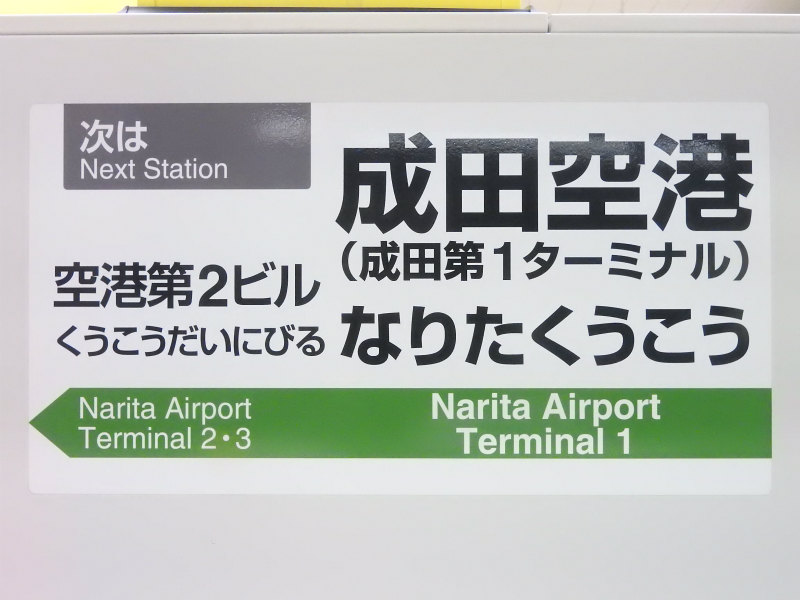 次は
Next Station
空港第2ビル
くうこうだいにびる
成田空港
（成田第1ターミナル）
なりたくうこう
Narita Airport
Terminal 2・3
Narita Airport
Terminal 1